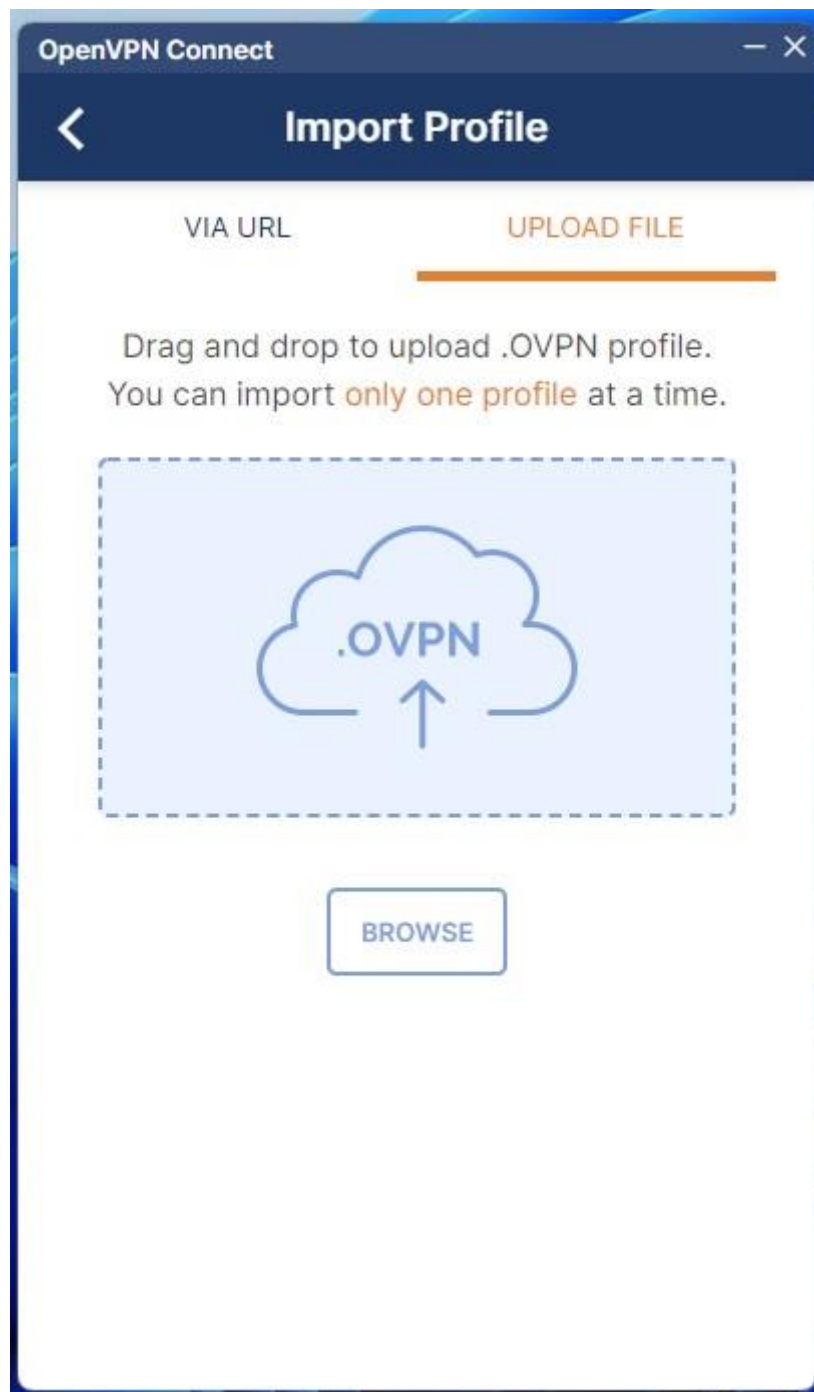 OpenVPN Connect
Import Profile
VIA URL
UPLOAD FILE
Drag and drop to upload .OVPN profile.
You can import only one profile at a time.
.OVPN
BROWSE